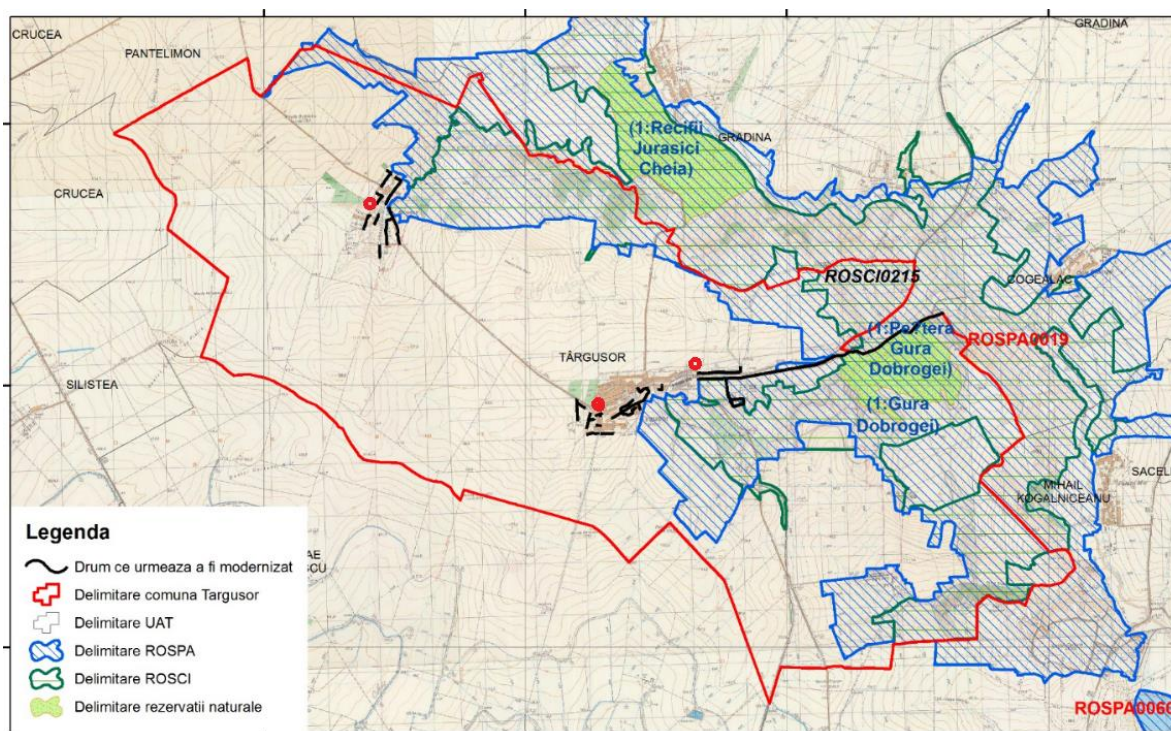 CRUCEA
PANTELIMON
GRADINA
(1:Recifii
Jurasici
Cheia)
GRADINA
CRUCEA
ROSCI0215
COGEALAC
(1:Pe?tera
Gura
Dobrogei)
ROSPA0019
TÂRGUSOR
SILISTEA
(1:Gura
Dobrogei)
SACEL
MIHAIL
KOGALNICEANU
Legenda
Drum ce urmeaza a fi modernizat
Delimitare comuna Targusor
Delimitare UAT
Delimitare ROSPA
Delimitare ROSCI
Delimitare rezervatii naturale
AE
SCU
ROSPA0066